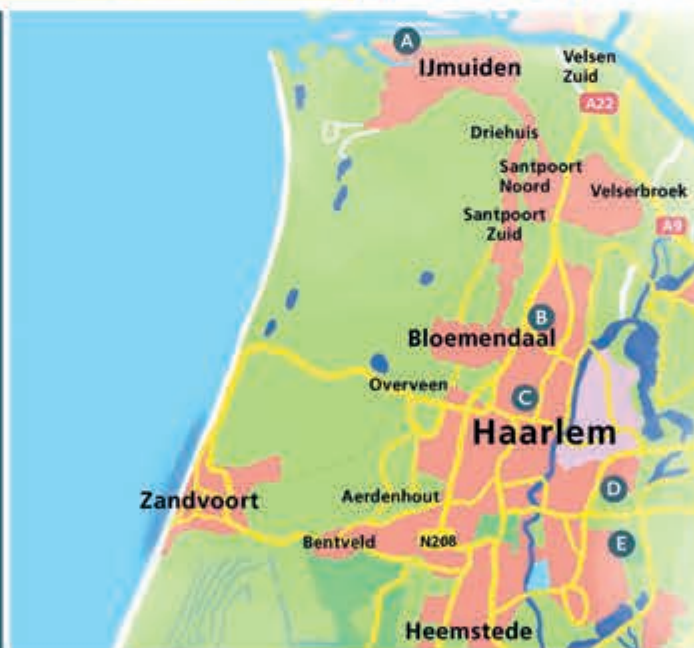 A
IJmuiden
Velsen
Zuid
A22
Driehuis
Santpoort
Noord
Velserbroek
Santpoort
Zuid
A9
B
Bloemendaal
Overveen
C
Haarlem
Zandvoort
Aerdenhout
D
Bentveld
N208
E
Heemstede